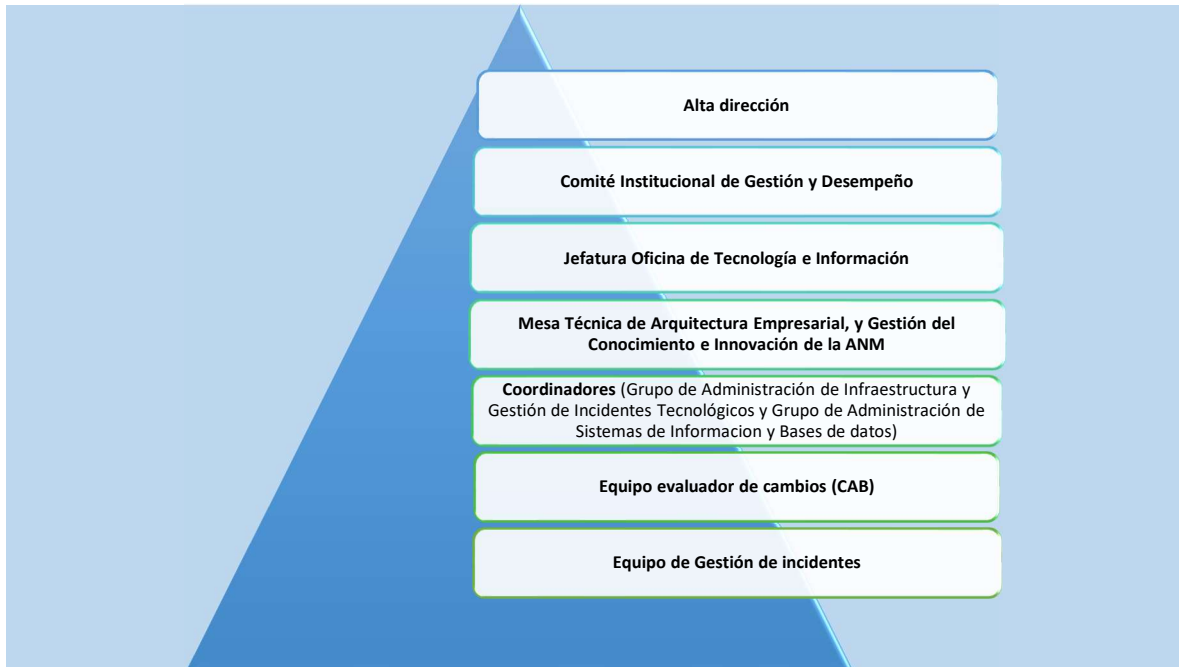 Alta dirección
Comité Institucional de Gestión y Desempeño
Jefatura Oficina de Tecnología e Información
Mesa Técnica de Arquitectura Empresarial, y Gestión del
Conocimiento e Innovación de la ANM
Coordinadores (Grupo de Administración de Infraestructura y
Gestión de Incidentes Tecnológicos y Grupo de Administración de
Sistemas de Informacion y Bases de datos)
Equipo evaluador de cambios (CAB)
Equipo de Gestión de incidentes